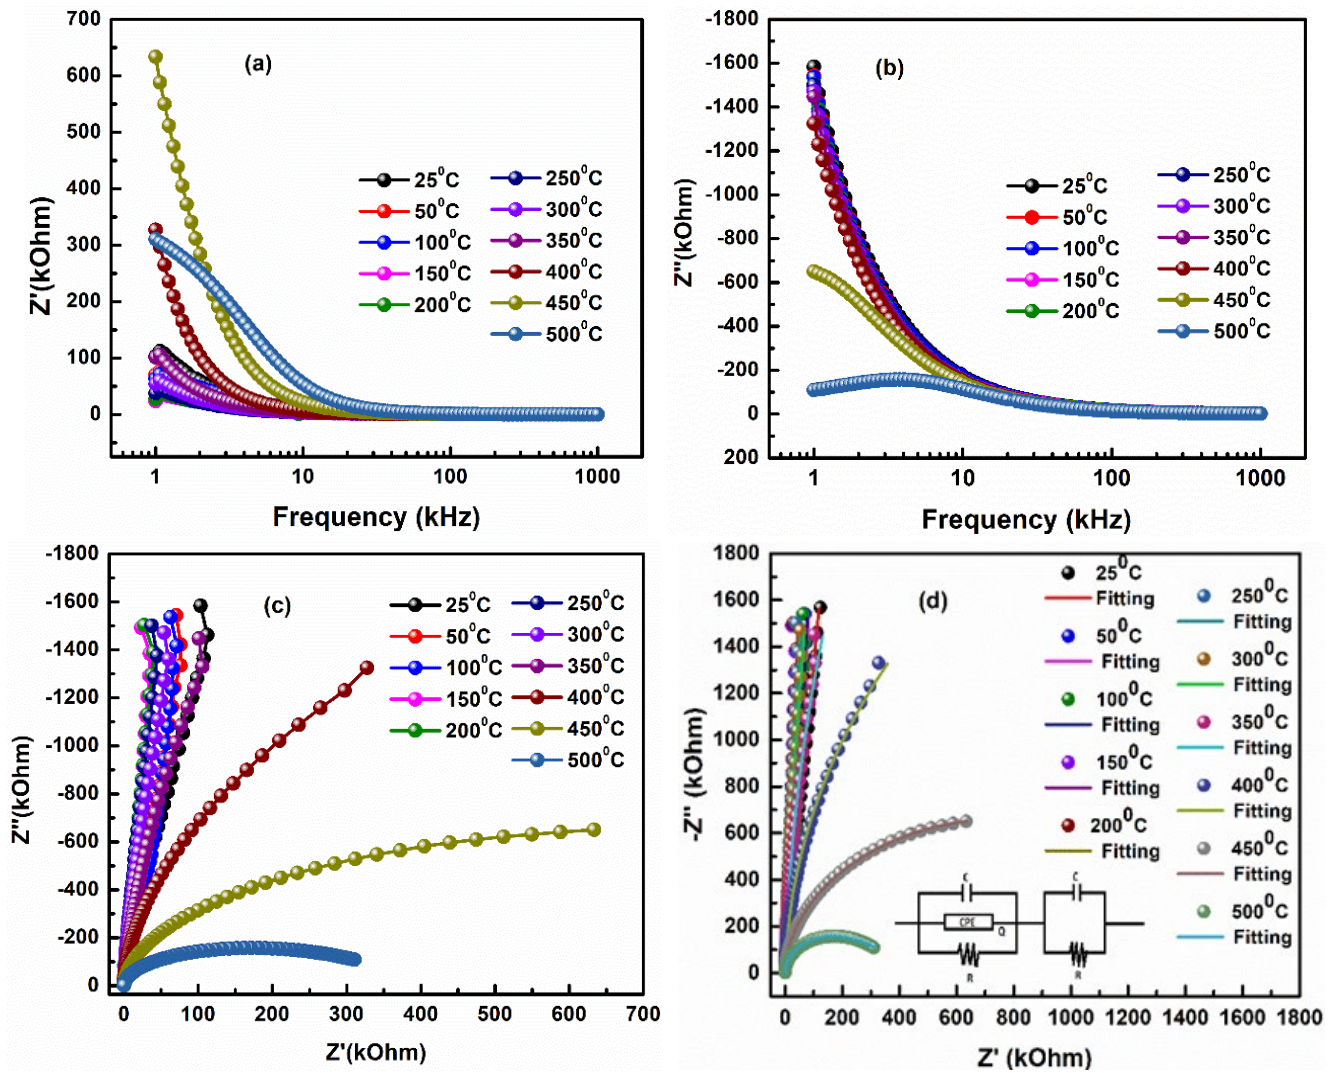 700
600
500
400
300
200
100
0
Z'(kOhm)
(a)
25⁰C
50⁰C
100⁰C
150⁰C
200⁰C
250⁰C
300⁰C
350⁰C
400⁰C
450⁰C
500⁰C
1 10 100 1000
Frequency (kHz)
-1800
-1600
-1400
-1200
-1000
-800
-600
-400
-200
0
200
Z''(kOhm)
(b)
25⁰C
50⁰C
100⁰C
150⁰C
200⁰C
250⁰C
300⁰C
350⁰C
400⁰C
450⁰C
500⁰C
1 10 100 1000
Frequency (kHz)
-1800
-1600
-1400
-1200
-1000
-800
-600
-400
-200
0
Z''(kOhm)
(c)
25⁰C
50⁰C
100⁰C
150⁰C
200⁰C
250⁰C
300⁰C
350⁰C
400⁰C
450⁰C
500⁰C
0 100 200 300 400 500 600 700
Z'(kOhm)
1800
1600
1400
1200
1000
800
600
400
200
0
-Z'' (kOhm)
(d)
25⁰C
Fitting
50⁰C
Fitting
100⁰C
Fitting
150⁰C
Fitting
200⁰C
Fitting
250⁰C
Fitting
300⁰C
Fitting
350⁰C
Fitting
400⁰C
Fitting
450⁰C
Fitting
500⁰C
Fitting
C
CPE
Q
R
C
R
0 200 400 600 800 1000 1200 1400 1600 1800
Z' (kOhm)